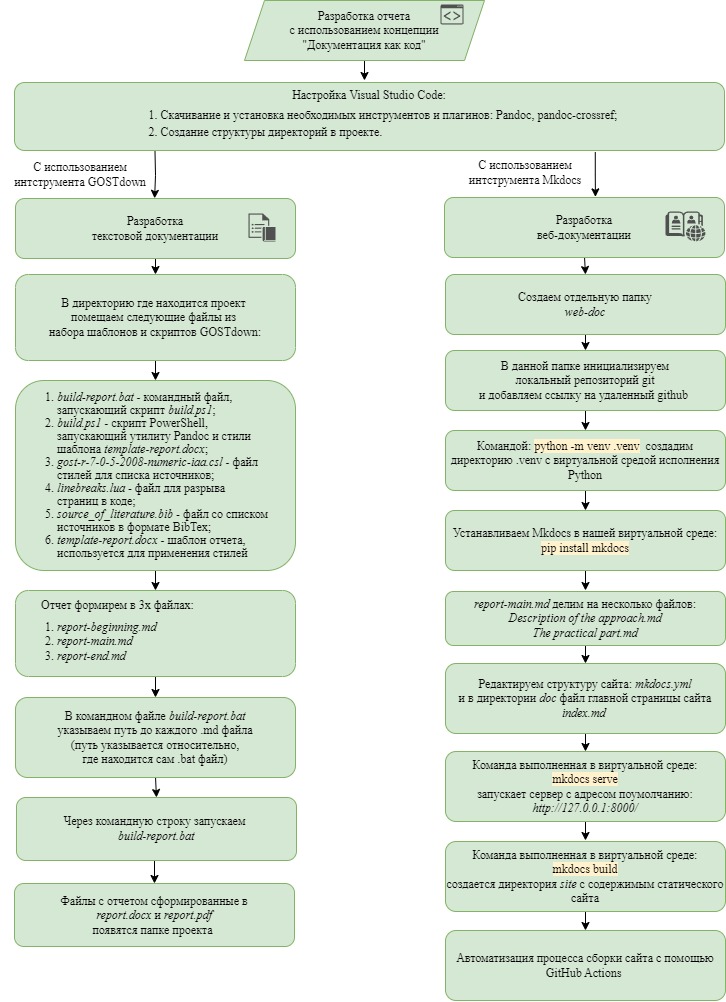 Разработка отчета
с использованием концепции
"Документация как код"
Настройка Visual Studio Code:
1. Скачивание и установка необходимых инструментов и плагинов: Pandoc, pandoc-crossref;
2. Создание структуры директорий в проекте.
С использованием
интструмента GOSTdown
Разработка
текстовой документации
В директорию где находится проект
помещаем следующие файлы из
набора шаблонов и скриптов GOSTdown:
1. build-report.bat - командный файл,
запускающий скрипт build.ps1;
2. build.ps1 - скрипт PowerShell,
запускающий утилиту Pandoc и стили
шаблона template-report.docx;
3. gost-r-7-0-5-2008-numeric-iaa.csl - файл
стилей для списка источников;
4. linebreaks.lua - файл для разрыва
страниц в коде;
5. source_of_literature.bib - файл со списком
источников в формате BibTex;
6. template-report.docx - шаблон отчета,
используется для применения стилей
Отчет формирем в 3х файлах:
1. report-beginning.md
2. report-main.md
3. report-end.md
В командном файле build-report.bat
указываем путь до каждого .md файла
(путь указывается относительно,
где находится сам .bat файл)
Через командную строку запускаем
build-report.bat
Файлы с отчетом сформированные в
report.docx и report.pdf
появятся папке проекта
С использованием
интструмента Mkdocs
Разработка
веб-документации
Создаем отдельную папку
web-doc
В данной папке инициализируем
локальный репозиторий git
и добавляем ссылку на удаленный github
Командой: python -m venv .venv создадим
директорию .venv с виртуальной средой исполнения
Python
Устанавливаем Mkdocs в нашей виртуальной среде:
pip install mkdocs
report-main.md делим на несколько файлов:
Description of the approach.md
The practical part.md
Редактируем структуру сайта: mkdocs.yml
и в директории doc файл главной страницы сайта
index.md
Команда выполненная в виртуальной среде:
mkdocs serve
запускает сервер с адресом поумолчанию:
http://127.0.0.1:8000/
Команда выполненная в виртуальной среде:
mkdocs build
создается директория site с содержимым статического
сайта
Автоматизация процесса сборки сайта с помощью
GitHub Actions